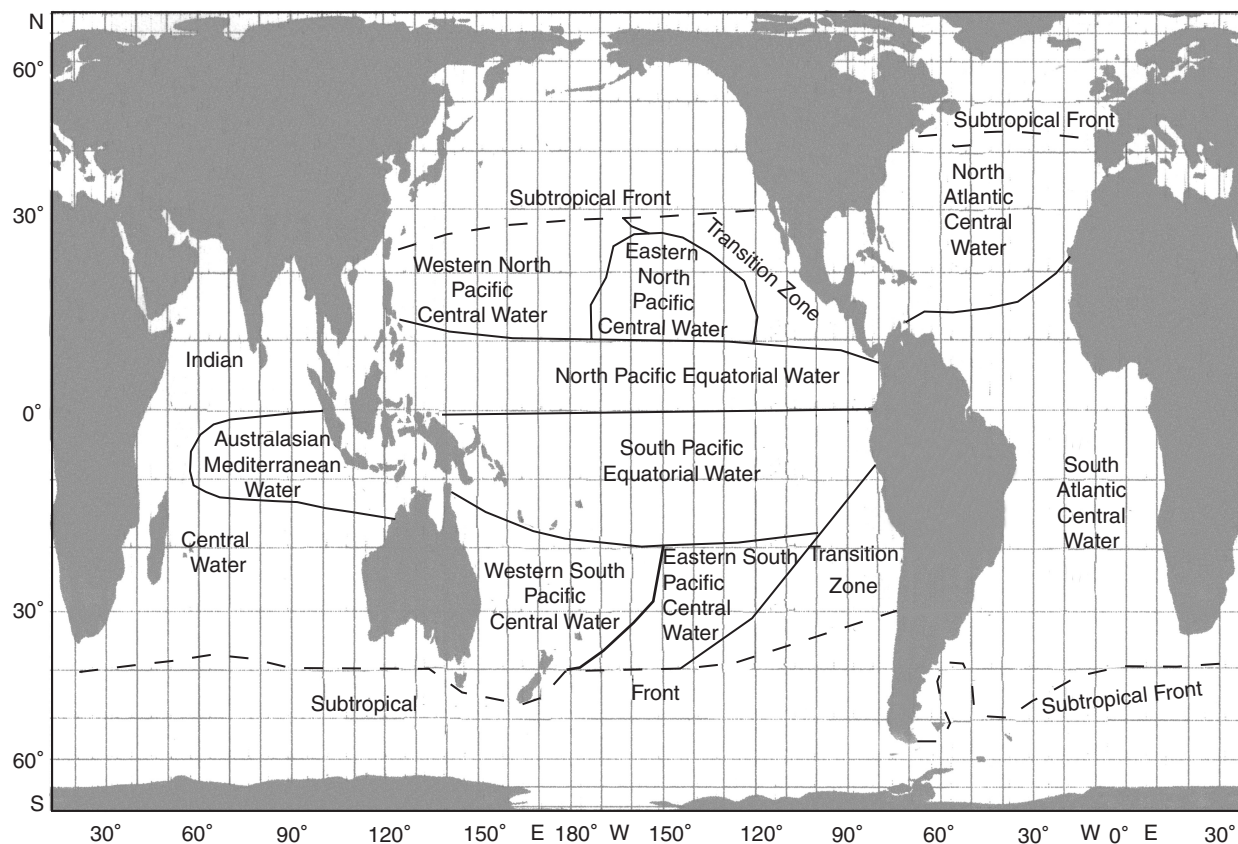 N
60°
30°
0°
30°
60°
S
Subtropical Front
North
Atlantic
Central
Water
Subtropical Front
Transition Zone
Western North
Pacific
Central Water
Eastern
North
Pacific
Central Water
Indian
North Pacific Equatorial Water
Australasian
Mediterranean
Water
South Pacific
Equatorial Water
South
Atlantic
Central
Water
Central
Water
Western South
Pacific
Central Water
Eastern South
Pacific
Central
Water
Transition
Zone
Subtropical
Front
Subtropical Front
30° 60° 90° 120° 150° E 180° W 150° 120° 90° 60° 30° W 0° E 30°